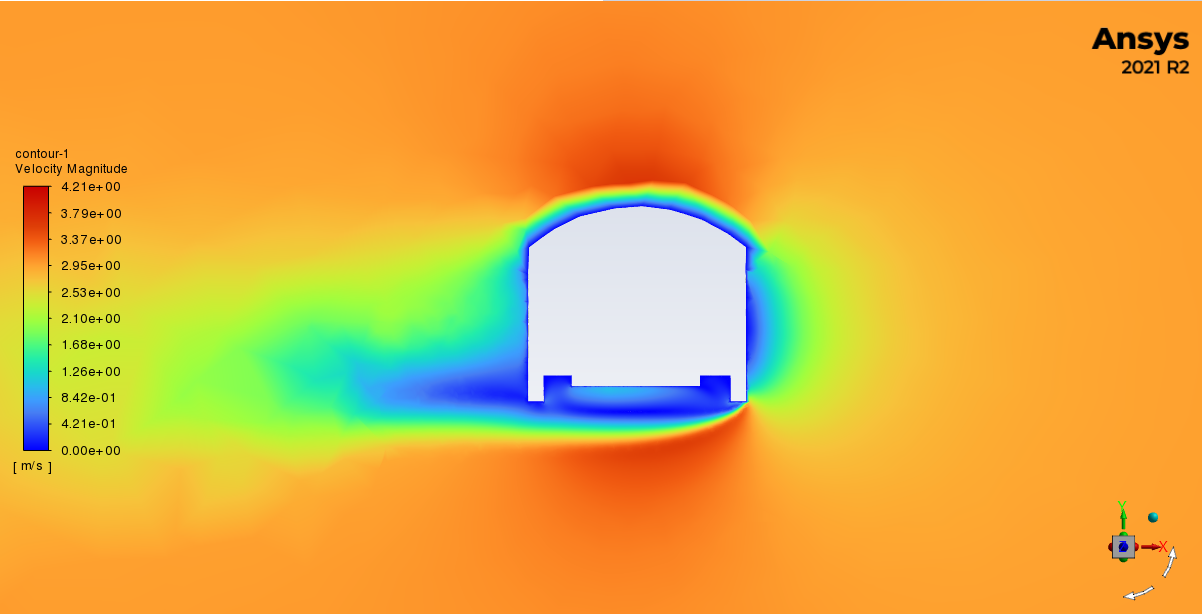 Ansys
2021 R2
contour-1
Velocity Magnitude
4.21e+00
3.79e+00
3.37e+00
2.95e+00
2.53e+00
2.10e+00
1.68e+00
1.26e+00
8.42e-01
4.21e-01
0.00e+00
[ m/s ]
Y
X